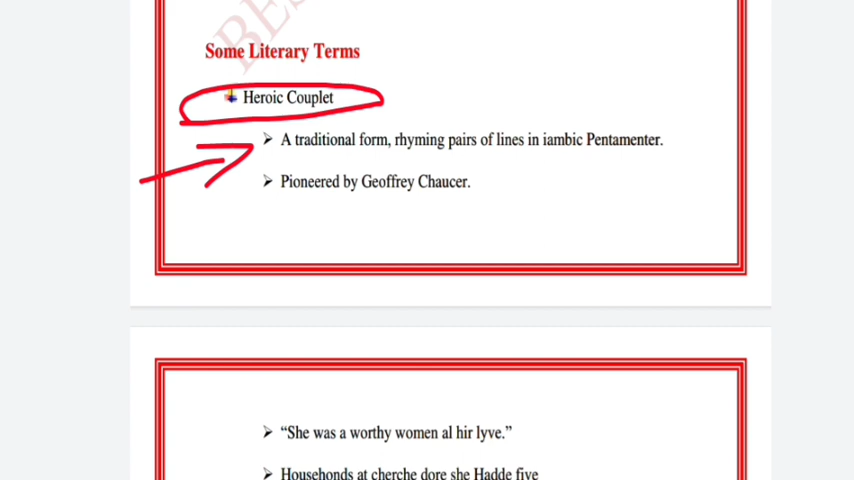 Some Literary Terms
Heroic Couplet
A traditional form, rhyming pairs of lines in iambic Pentamenter.
Pioneered by Geoffrey Chaucer.
“She was a worthy women al hir lyve.”
Househonds at cherche dore she Hadde five